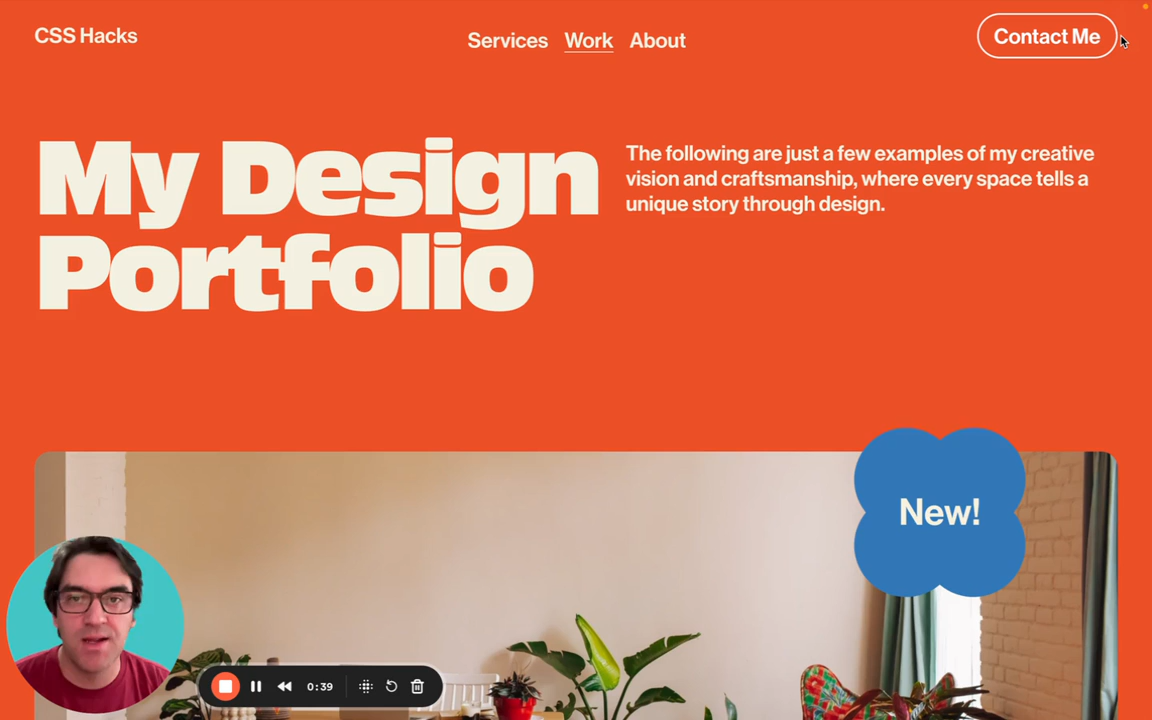 CSS Hacks
Services Work About
Contact Me
My Design
Portfolio
The following are just a few examples of my creative
vision and craftsmanship, where every space tells a
unique story through design.
New!
0:39